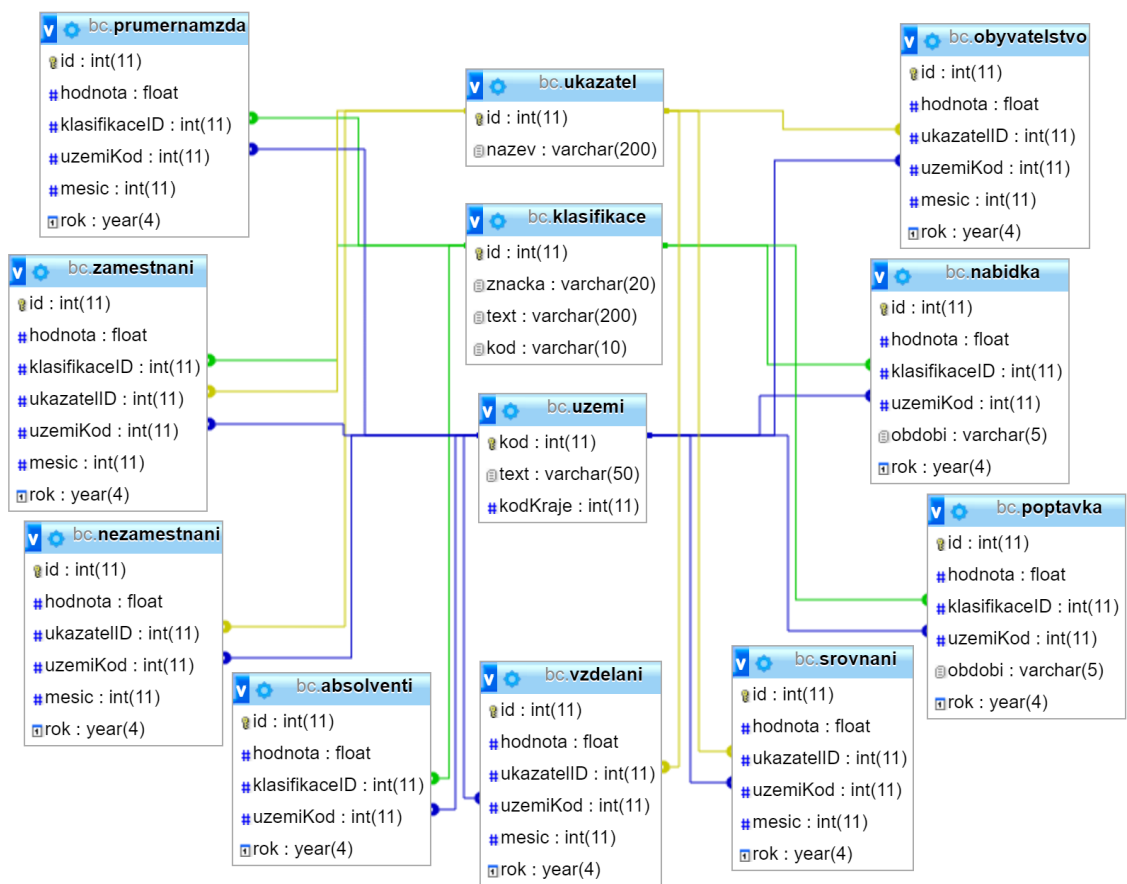 bc.prumernamzda
id : int(11)
hodnota : float
klasifikaceID : int(11)
uzemiKod : int(11)
mesic : int(11)
rok : year(4)
bc.zamestnani
id : int(11)
hodnota : float
klasifikaceID : int(11)
ukazatelID : int(11)
uzemiKod : int(11)
mesic : int(11)
rok : year(4)
bc.nezamestnani
id : int(11)
hodnota : float
ukazatelID : int(11)
uzemiKod : int(11)
mesic : int(11)
rok : year(4)
bc.absolventi
id : int(11)
hodnota : float
klasifikaceID : int(11)
uzemiKod : int(11)
rok : year(4)
bc.ukazatel
id : int(11)
nazev : varchar(200)
bc.klasifikace
id : int(11)
znacka : varchar(20)
text : varchar(200)
kod : varchar(10)
bc.uzemi
kod : int(11)
text : varchar(50)
kodKraje : int(11)
bc.vzdelani
id : int(11)
hodnota : float
ukazatelID : int(11)
uzemiKod : int(11)
mesic : int(11)
rok : year(4)
bc.obyvatelstvo
id : int(11)
hodnota : float
ukazatelID : int(11)
uzemiKod : int(11)
mesic : int(11)
rok : year(4)
bc.nabidka
id : int(11)
hodnota : float
klasifikaceID : int(11)
uzemiKod : int(11)
obdobi : varchar(5)
rok : year(4)
bc.poptavka
id : int(11)
hodnota : float
klasifikaceID : int(11)
uzemiKod : int(11)
obdobi : varchar(5)
rok : year(4)
bc.srovnani
id : int(11)
hodnota : float
ukazatelID : int(11)
uzemiKod : int(11)
mesic : int(11)
rok : year(4)